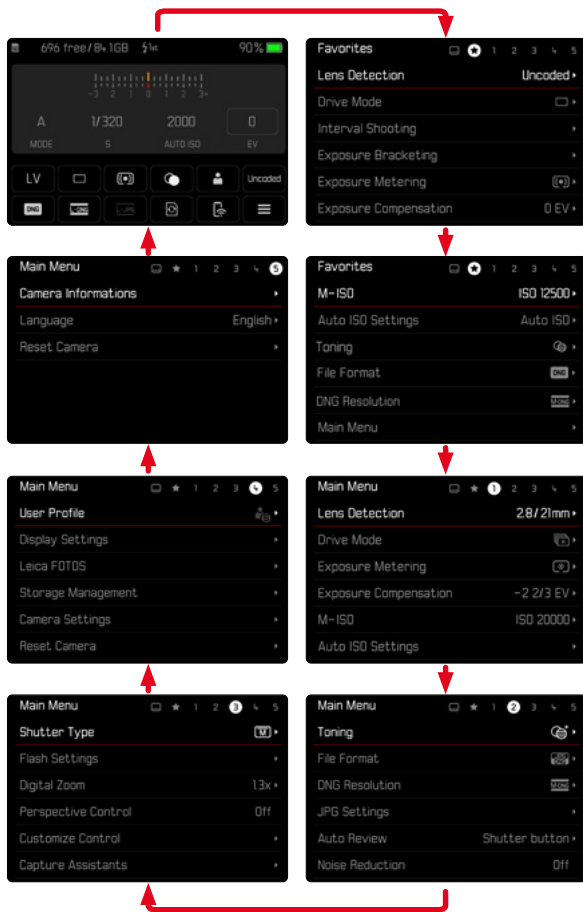 696 free/84.1GB 1st 90%
-3 2 1 0 1 2 3+
A 1/320 2000 0
MODE S AUTO ISO EV
LV Uncoded
DNG L-DNG L-JPG
Favorites 1 2 3 4 5
Lens Detection Uncoded
Drive Mode
Interval Shooting
Exposure Bracketing
Exposure Metering
Exposure Compensation 0 EV
Main Menu 1 2 3 4 5
Camera Informations
Language English
Reset Camera
Favorites 1 2 3 4 5
M-ISO ISO 12500
Auto ISO Settings Auto ISO
Toning
File Format DNG
DNG Resolution M-DNG
Main Menu
Main Menu 1 2 3 4 5
User Profile
Display Settings
Leica FOTOS
Storage Management
Camera Settings
Reset Camera
Main Menu 1 2 3 4 5
Lens Detection 2.8/21mm
Drive Mode
Exposure Metering
Exposure Compensation -2 2/3 EV
M-ISO ISO 20000
Auto ISO Settings
Main Menu 1 2 3 4 5
Shutter Type M
Flash Settings
Digital Zoom 1.3x
Perspective Control Off
Customize Control
Capture Assistants
Main Menu 1 2 3 4 5
Toning
File Format
DNG Resolution M-DNG
JPG Settings
Auto Review Shutter button
Noise Reduction Off